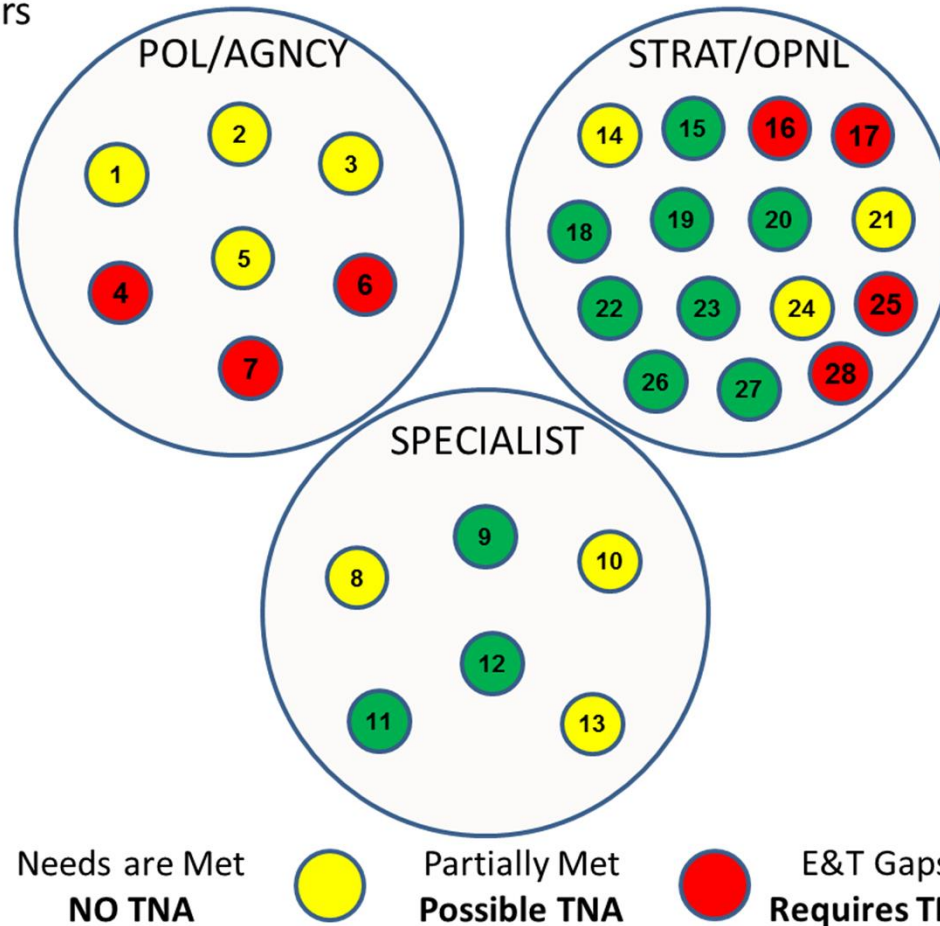 rs
POL/AGNCY
STRAT/OPNL
2
1
3
5
4
6
7
14
15
16
17
18
19
20
21
22
23
24
25
26
27
28
SPECIALIST
9
8
10
12
11
13
Needs are Met
NO TNA
Partially Met
Possible TNA
E&T Gaps
Requires